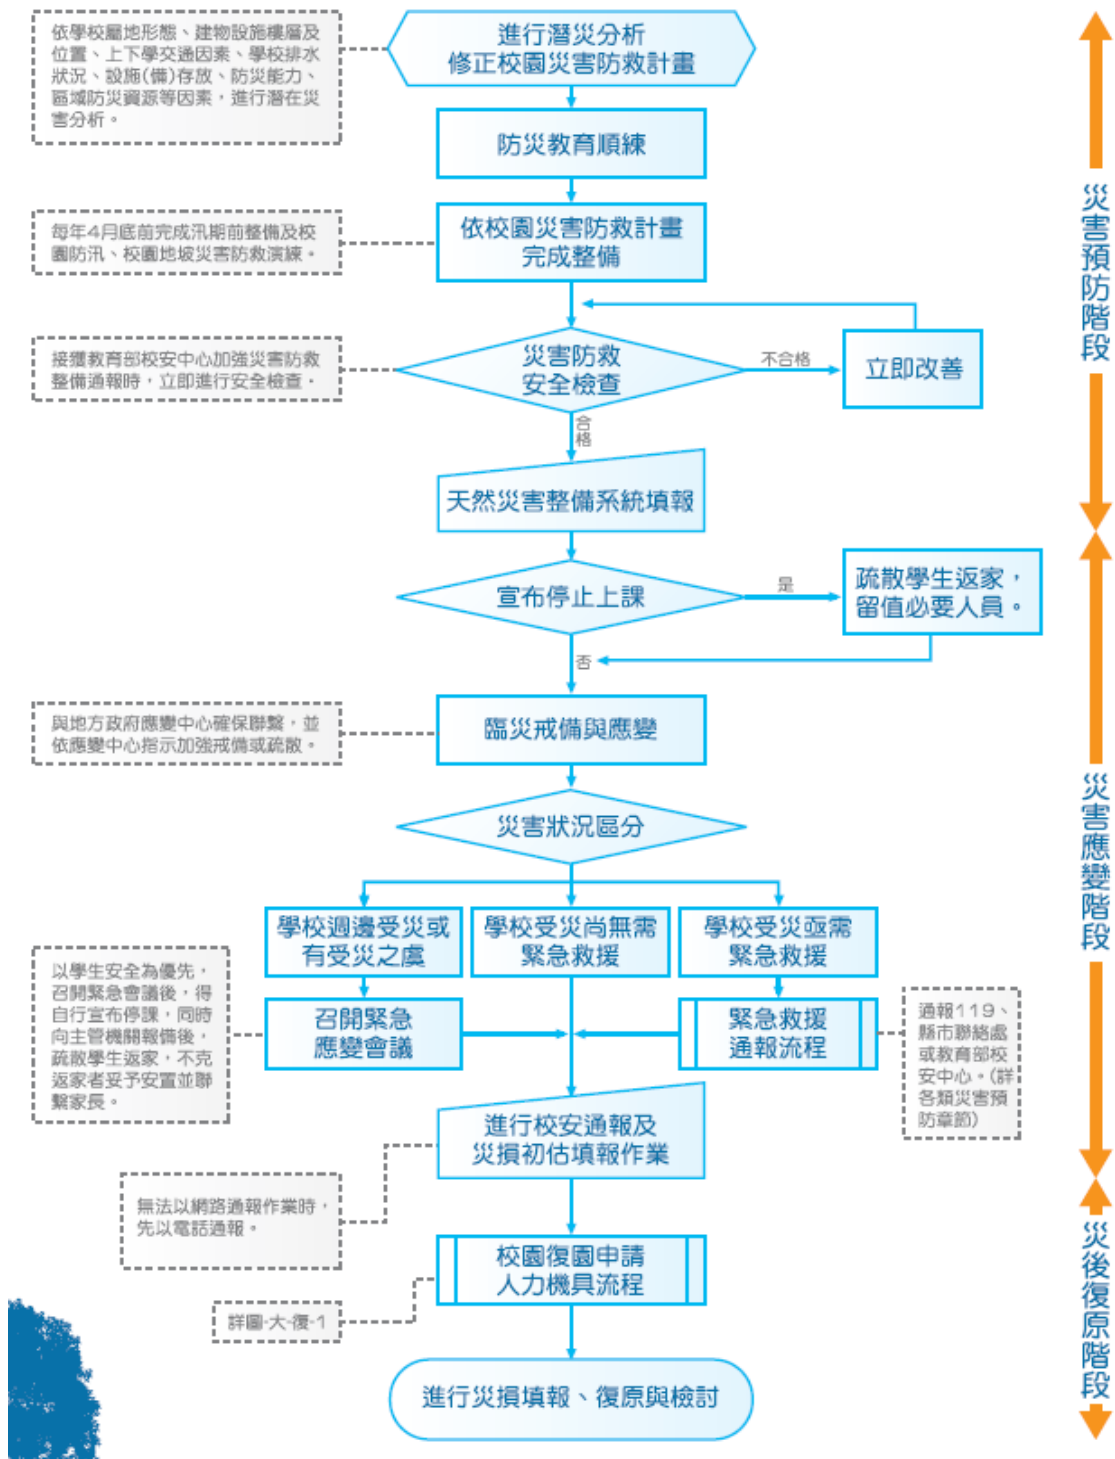 依學校屬地形態、建物設施樓層及
位置、上下學交通因素、學校排水
狀況、設施(備)存放、防災能力、
區域防災資源等因素，進行潛在災
害分析。
進行潛災分析
修正校園災害防救計畫
防災教育順練
每年4月底前完成汛期前整備及校
園防汛、校園地坡災害防救演練。
依校園災害防救計畫
完成整備
接獲教育部校安中心加強災害防救
整備通報時，立即進行安全檢查．
災害防救
安全檢查
不合格
立即改善
合格
天然災害整備系統填報
災害預防階段
宣布停止上課
是
疏散學生返家，
留值必要人員。
否
與地方政府應變中心確保聯繫，並
依應變中心指示加強戒備或疏散。
臨災戒備與應變
災害狀況區分
學校週邊受災或
有受災之虞
學校受災尚無需
緊急救援
學校受災亟需
緊急救援
以學生安全為優先，
召開緊急會議後，得
自行宣布停課，同時
向主管機關報備後，
疏散學生返家，不克
返家者妥予安置並聯
繫家長。
召開緊急
應變會議
緊急救援
通報流程
通報119、
縣市聯絡處
或教育部校
安中心。(詳
各類災害預
防章節)
災害應變階段
進行校安通報及
災損初估填報作業
無法以網路通報作業時，
先以電話通報。
校園復園申請
人力機具流程
詳圖-大-復-1
進行災損填報、復原與檢討
災後復原階段